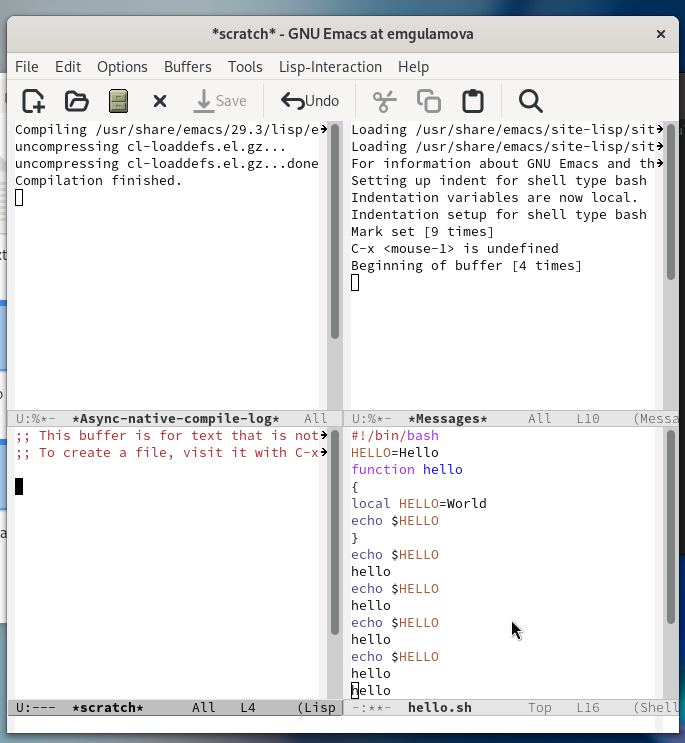 *scratch* - GNU Emacs at emgulamova
File Edit Options Buffers Tools Lisp-Interaction Help
Save Undo
Compiling /usr/share/emacs/29.3/lisp/e
uncompressing cl-loaddefs.el.gz...
uncompressing cl-loaddefs.el.gz...done
Compilation finished.
U:%*- *Async-native-compile-log* All
Loading /usr/share/emacs/site-lisp/sit
Loading /usr/share/emacs/site-lisp/sit
For information about GNU Emacs and th
Setting up indent for shell type bash
Indentation variables are now local.
Indentation setup for shell type bash
Mark set [9 times]
C-x <mouse-1> is undefined
Beginning of buffer [4 times]
U:%*- *Messages* All L10 (Messa
;; This buffer is for text that is not
;; To create a file, visit it with C-x
U:--- *scratch* All L4 (Lisp
#!/bin/bash
HELLO=Hello
function hello
{
local HELLO=World
echo $HELLO
}
echo $HELLO
hello
echo $HELLO
hello
echo $HELLO
hello
echo $HELLO
hello
hello
-:**- hello.sh Top L16 (Shell